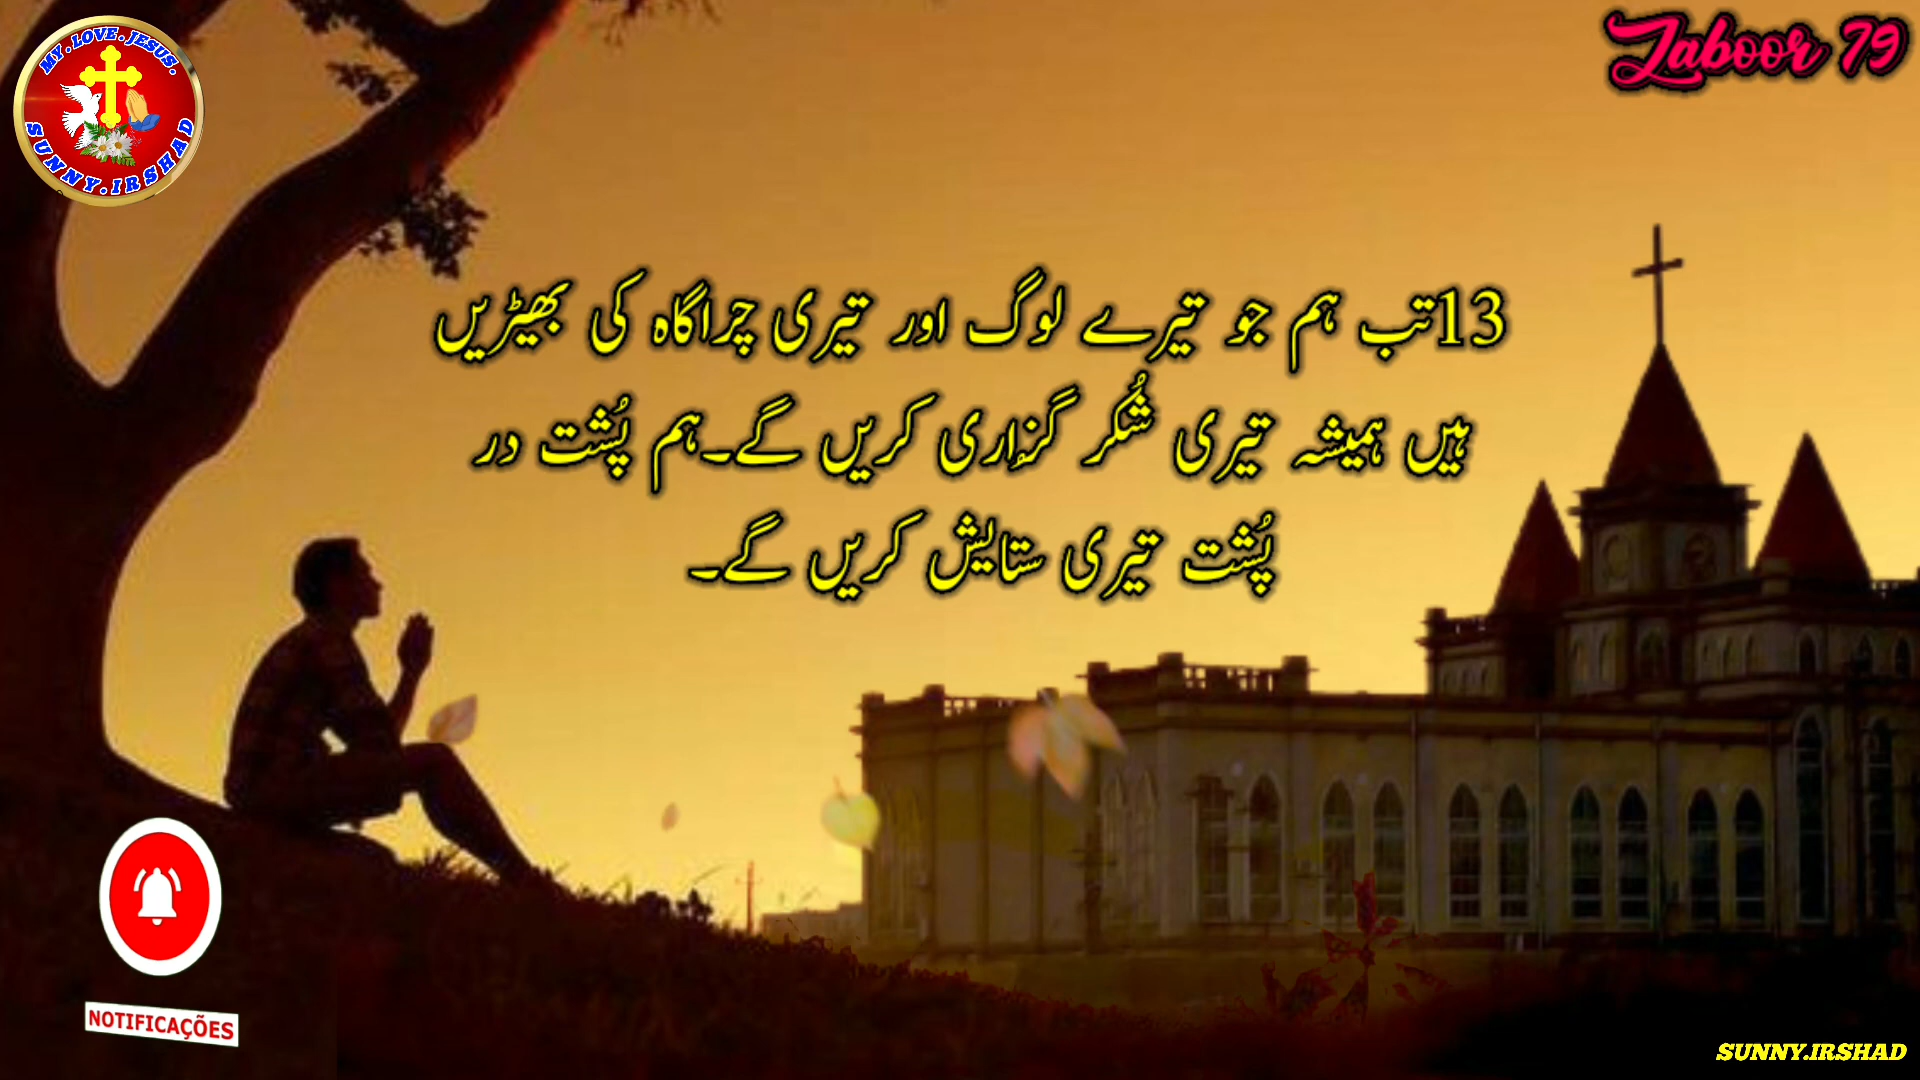 MY.LOVE.JESUS.
SUNNY.IRSHAD
Zaboor 79
13تب ہم جو تیرے لوگ اور تیری چراگاہ کی بھیڑیں
ہیں ہمیشہ تیری شُکر گزاری کریں گے۔ہم پُشت در
پُشت تیری ستایش کریں گے۔
NOTIFICAÇÕES
SUNNY.IRSHAD